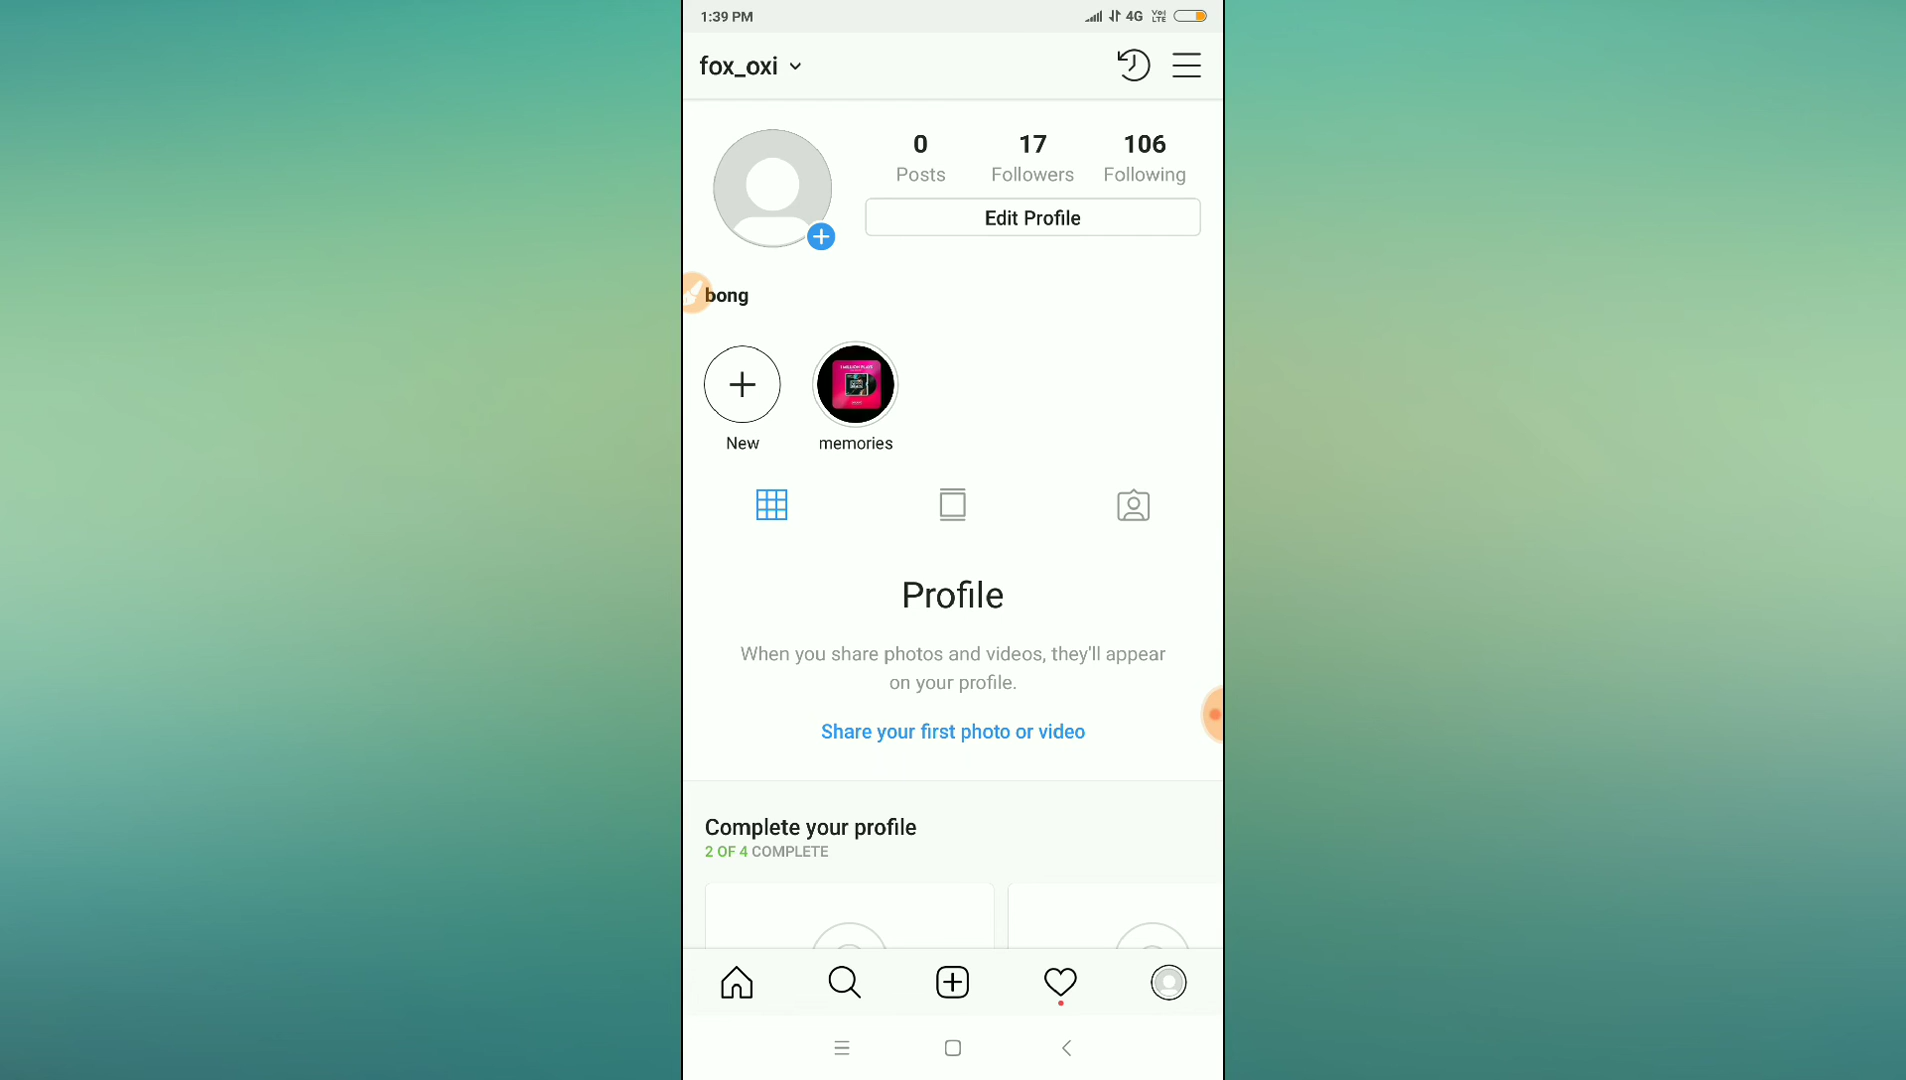 1:39 PM
4G
Vo) LTE
fox_oxi
0
17
106
Posts
Followers
Following
Edit Profile
bong
New
memories
Profile
When you share photos and videos, they'll appear
on your profile.
Share your first photo or video
Complete your profile
2 OF 4 COMPLETE